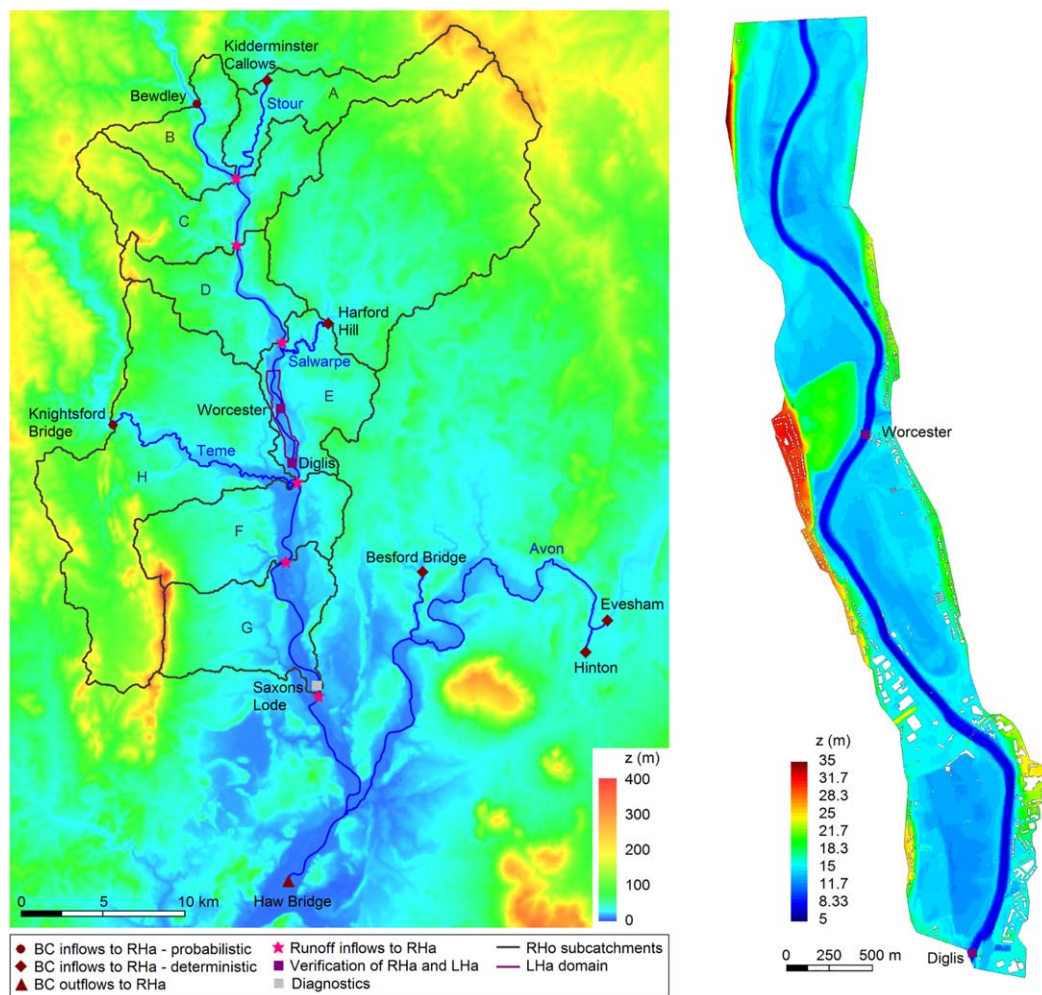 Kidderminster
Callows
Bewdley
A
Stour
B
C
D
Harford
Hill
Salwarpe
E
Worcester
Knightsford
Bridge
Teme
Diglis
H
F
Besford Bridge
Avon
Evesham
G
Hinton
Saxons
Lode
z (m)
400
300
200
100
0
0 5 10 km
Haw Bridge
BC inflows to RHa - probabilistic
BC inflows to RHa - deterministic
BC outflows to RHa
Runoff inflows to RHa
Verification of RHa and LHa
Diagnostics
RHo subcatchments
LHa domain
Worcester
z (m)
35
31.7
28.3
25
21.7
18.3
15
11.7
8.33
5
0 250 500 m
Diglis